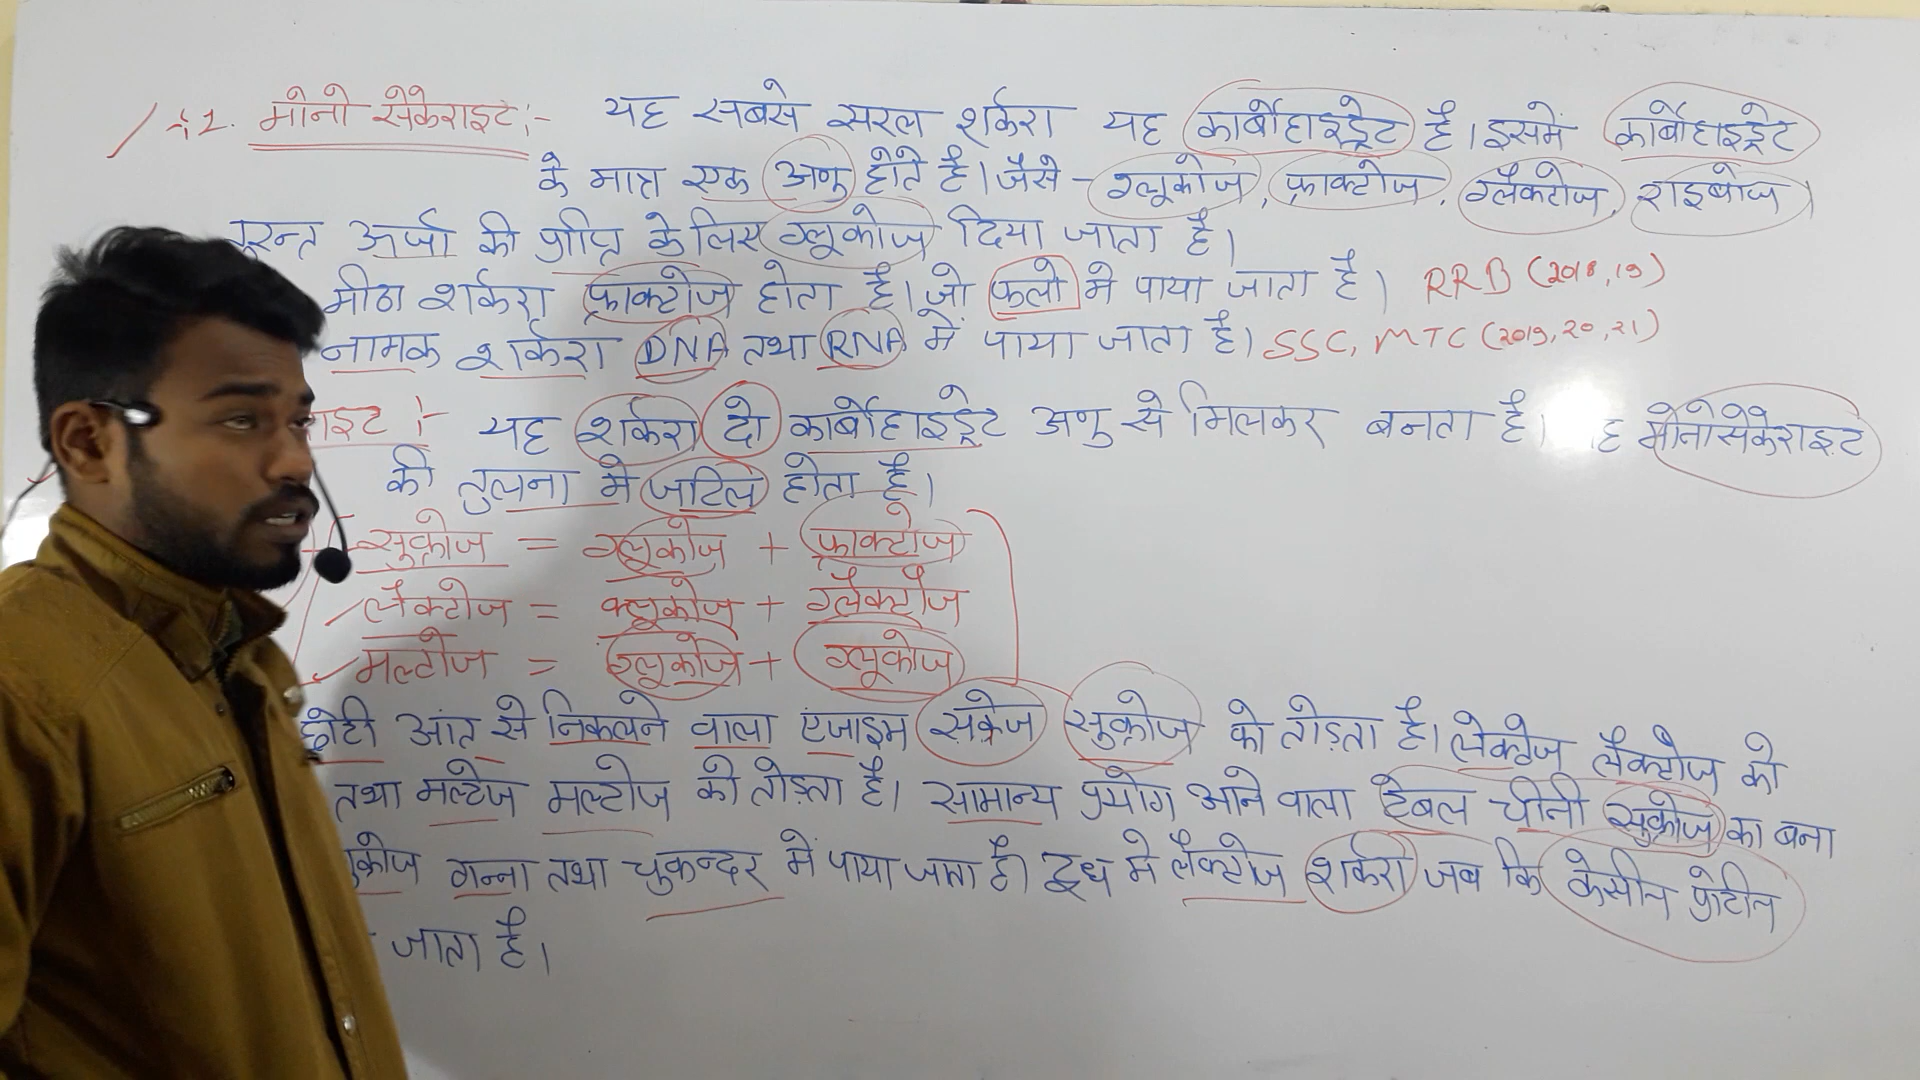 1. मोनो सेकेराइट :- यह सबसे सरल शर्करा यह कार्बोहाइड्रेट है। इसमें कार्बोहाइड्रेट
के मात्रा एक अणु होते है। जैसे - ग्लूकोज, फ्राक्टोज, ग्लैक्टोज, राइबोज।
तुरन्त ऊर्जा की प्राप्ति के लिए ग्लूकोज दिया जाता है।
मीठा शर्करा फ्राक्टोज होता है। जो फलो मे पाया जाता है। RRB (2018,19)
नामक शर्करा DNA तथा RNA में पाया जाता है। SSC, MTC (2019, 20, 21)
ाइट :- यह शर्करा दो कार्बोहाइड्रेट अणु से मिलकर बनता है। ह मोनोसेकेराइट
की तुलना मे जटिल होता है।
सुक्रोज = ग्लूकोज + फ्राक्टोज
लैक्टोज = क्लूकोज + ग्लैक्टोज
मल्टोज = ग्लूकोज + ग्लूकोज
छोटी आंत से निकलने वाला एंजाइम सक्रेज सुक्रोज को तोड़ता है। लेक्टेज लैक्टोज को
तथा मल्टेज मल्टोज को तोड़ता है। सामान्य प्रयोग आने वाला टेबल चीनी सुक्रोज का बना
क्रोज गन्ना तथा चुकन्दर में पाया जाता है। दूध मे लैक्टोज शर्करा जब कि केसीन प्रोटीन
जाता है।